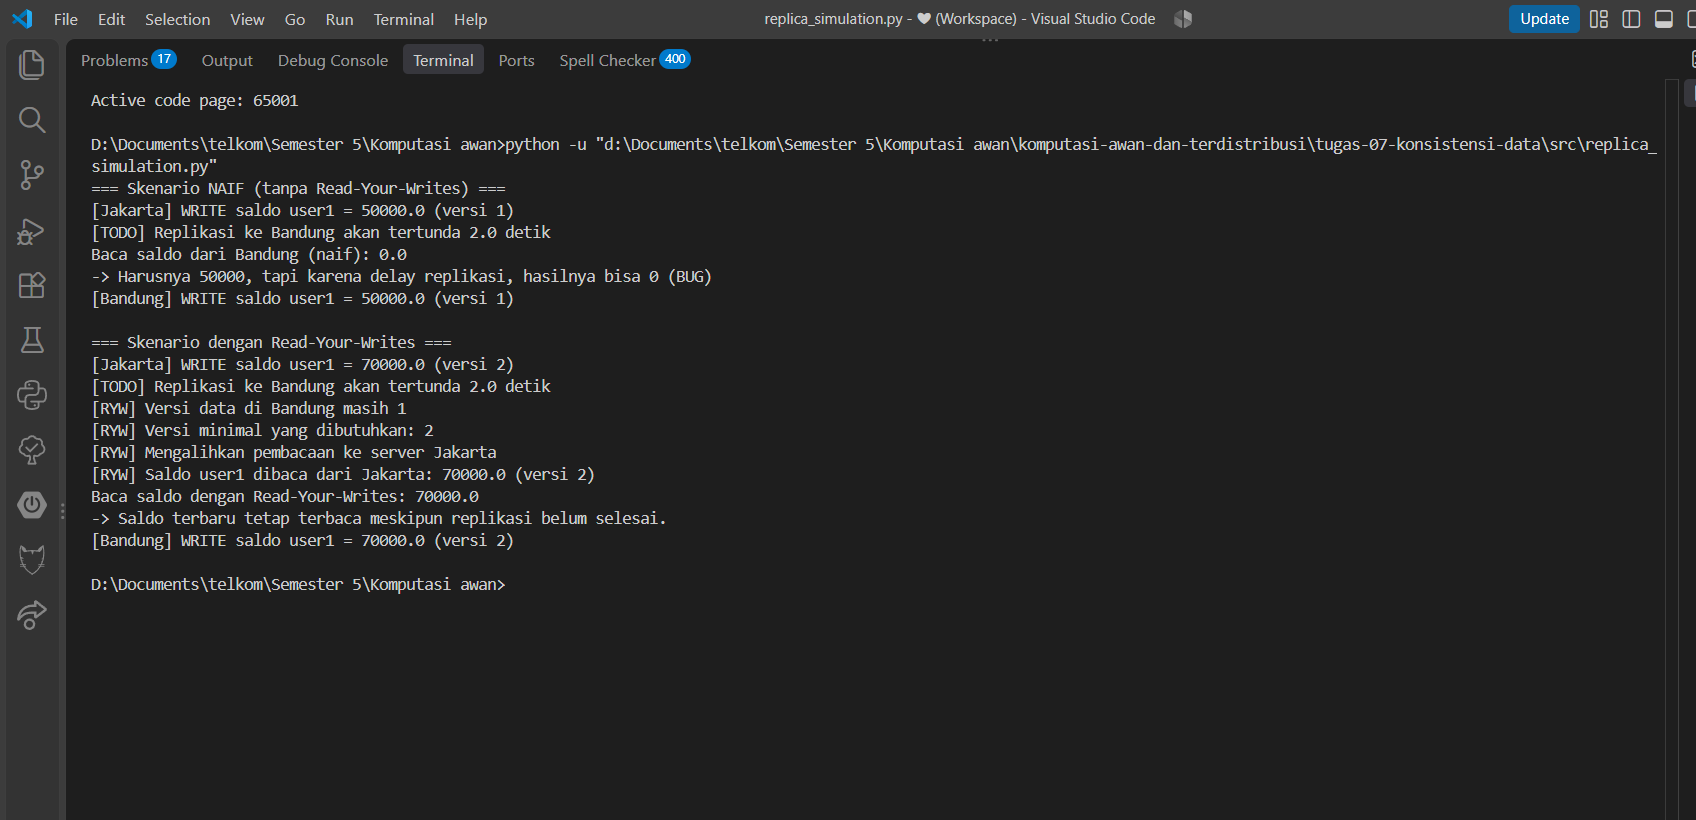 File Edit Selection View Go Run Terminal Help replica_simulation.py - ❤ (Workspace) - Visual Studio Code Update
Problems 17 Output Debug Console Terminal Ports Spell Checker 400
Active code page: 65001
D:\Documents\telkom\Semester 5\Komputasi awan>python -u "d:\Documents\telkom\Semester 5\Komputasi awan\komputasi-awan-dan-terdistribusi\tugas-07-konsistensi-data\src\replica_
simulation.py"
=== Skenario NAIF (tanpa Read-Your-Writes) ===
[Jakarta] WRITE saldo user1 = 50000.0 (versi 1)
[TODO] Replikasi ke Bandung akan tertunda 2.0 detik
Baca saldo dari Bandung (naif): 0.0
-> Harusnya 50000, tapi karena delay replikasi, hasilnya bisa 0 (BUG)
[Bandung] WRITE saldo user1 = 50000.0 (versi 1)
=== Skenario dengan Read-Your-Writes ===
[Jakarta] WRITE saldo user1 = 70000.0 (versi 2)
[TODO] Replikasi ke Bandung akan tertunda 2.0 detik
[RYW] Versi data di Bandung masih 1
[RYW] Versi minimal yang dibutuhkan: 2
[RYW] Mengalihkan pembacaan ke server Jakarta
[RYW] Saldo user1 dibaca dari Jakarta: 70000.0 (versi 2)
Baca saldo dengan Read-Your-Writes: 70000.0
-> Saldo terbaru tetap terbaca meskipun replikasi belum selesai.
[Bandung] WRITE saldo user1 = 70000.0 (versi 2)
D:\Documents\telkom\Semester 5\Komputasi awan>